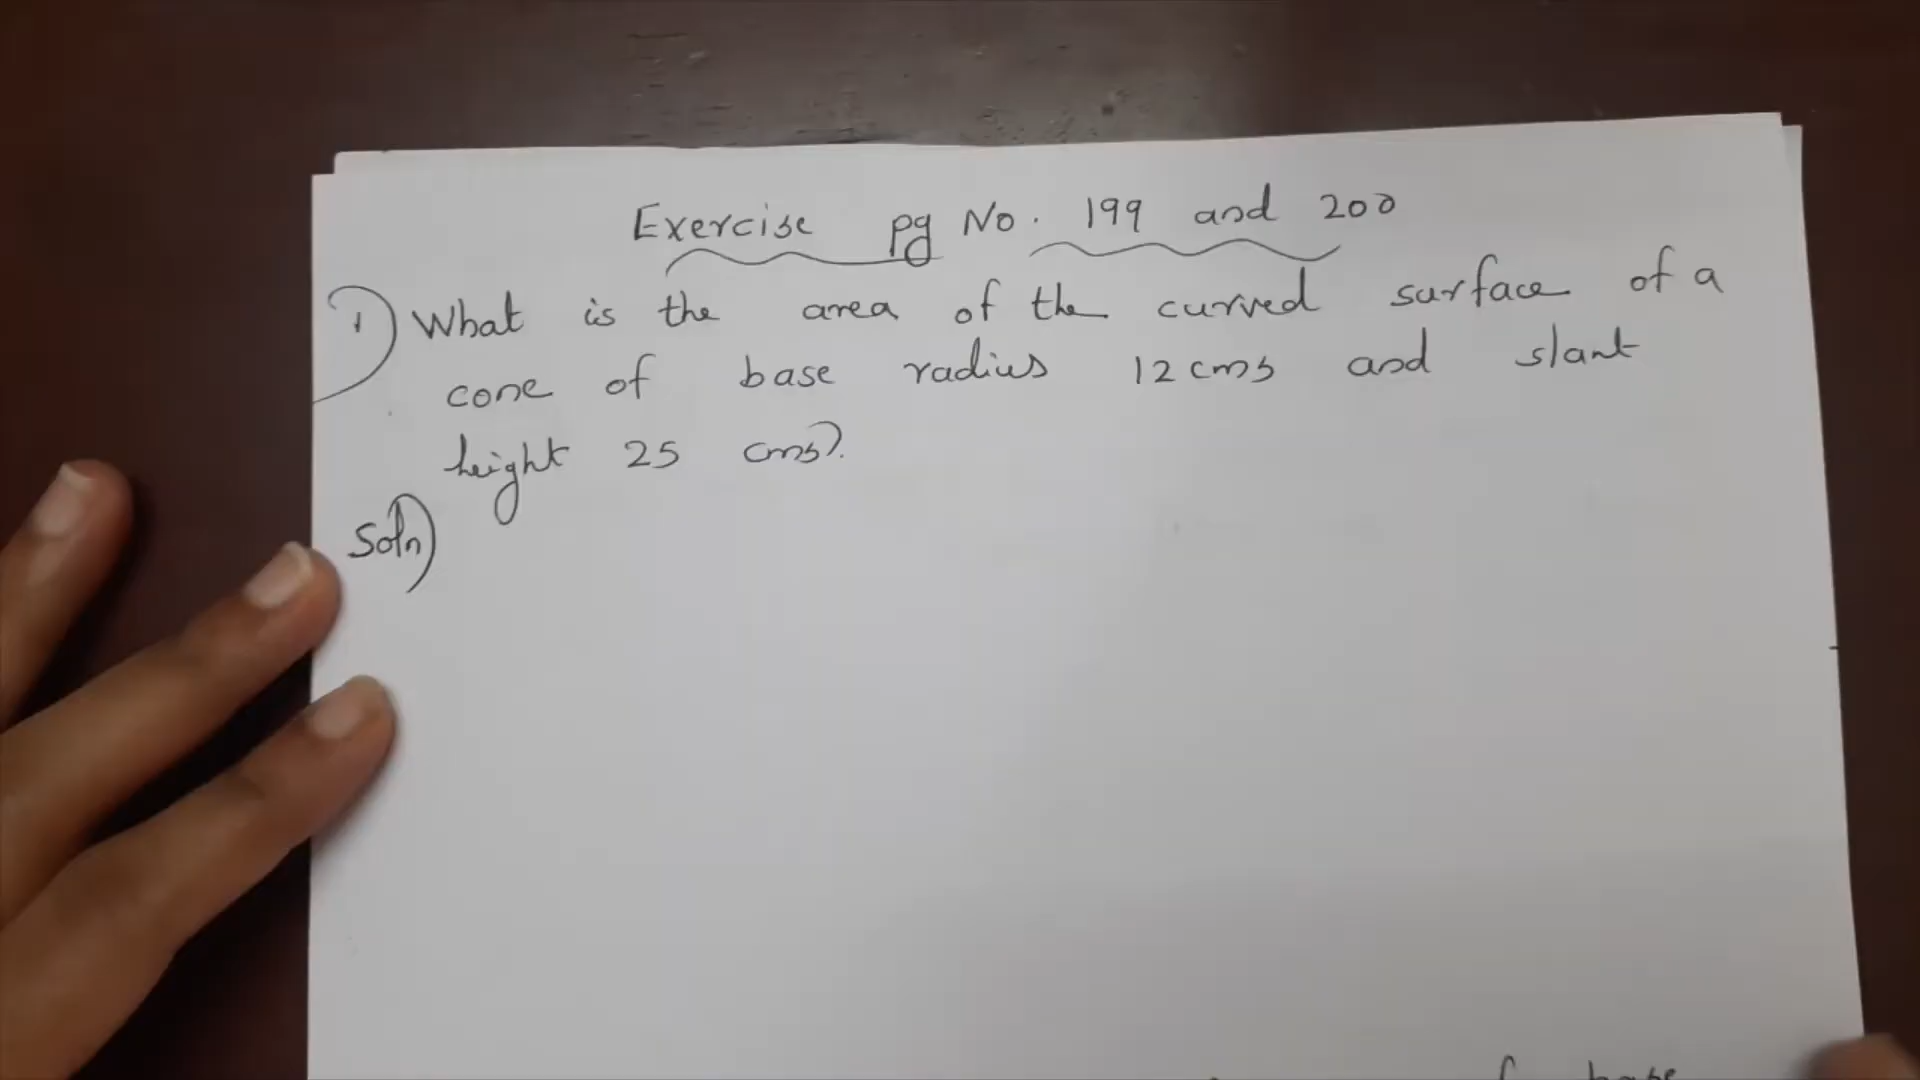 Exercise pg No. 199 and 200
1) What is the area of the curved surface of a
cone of base radius 12 cms and slant
height 25 cms?
Soln)
base